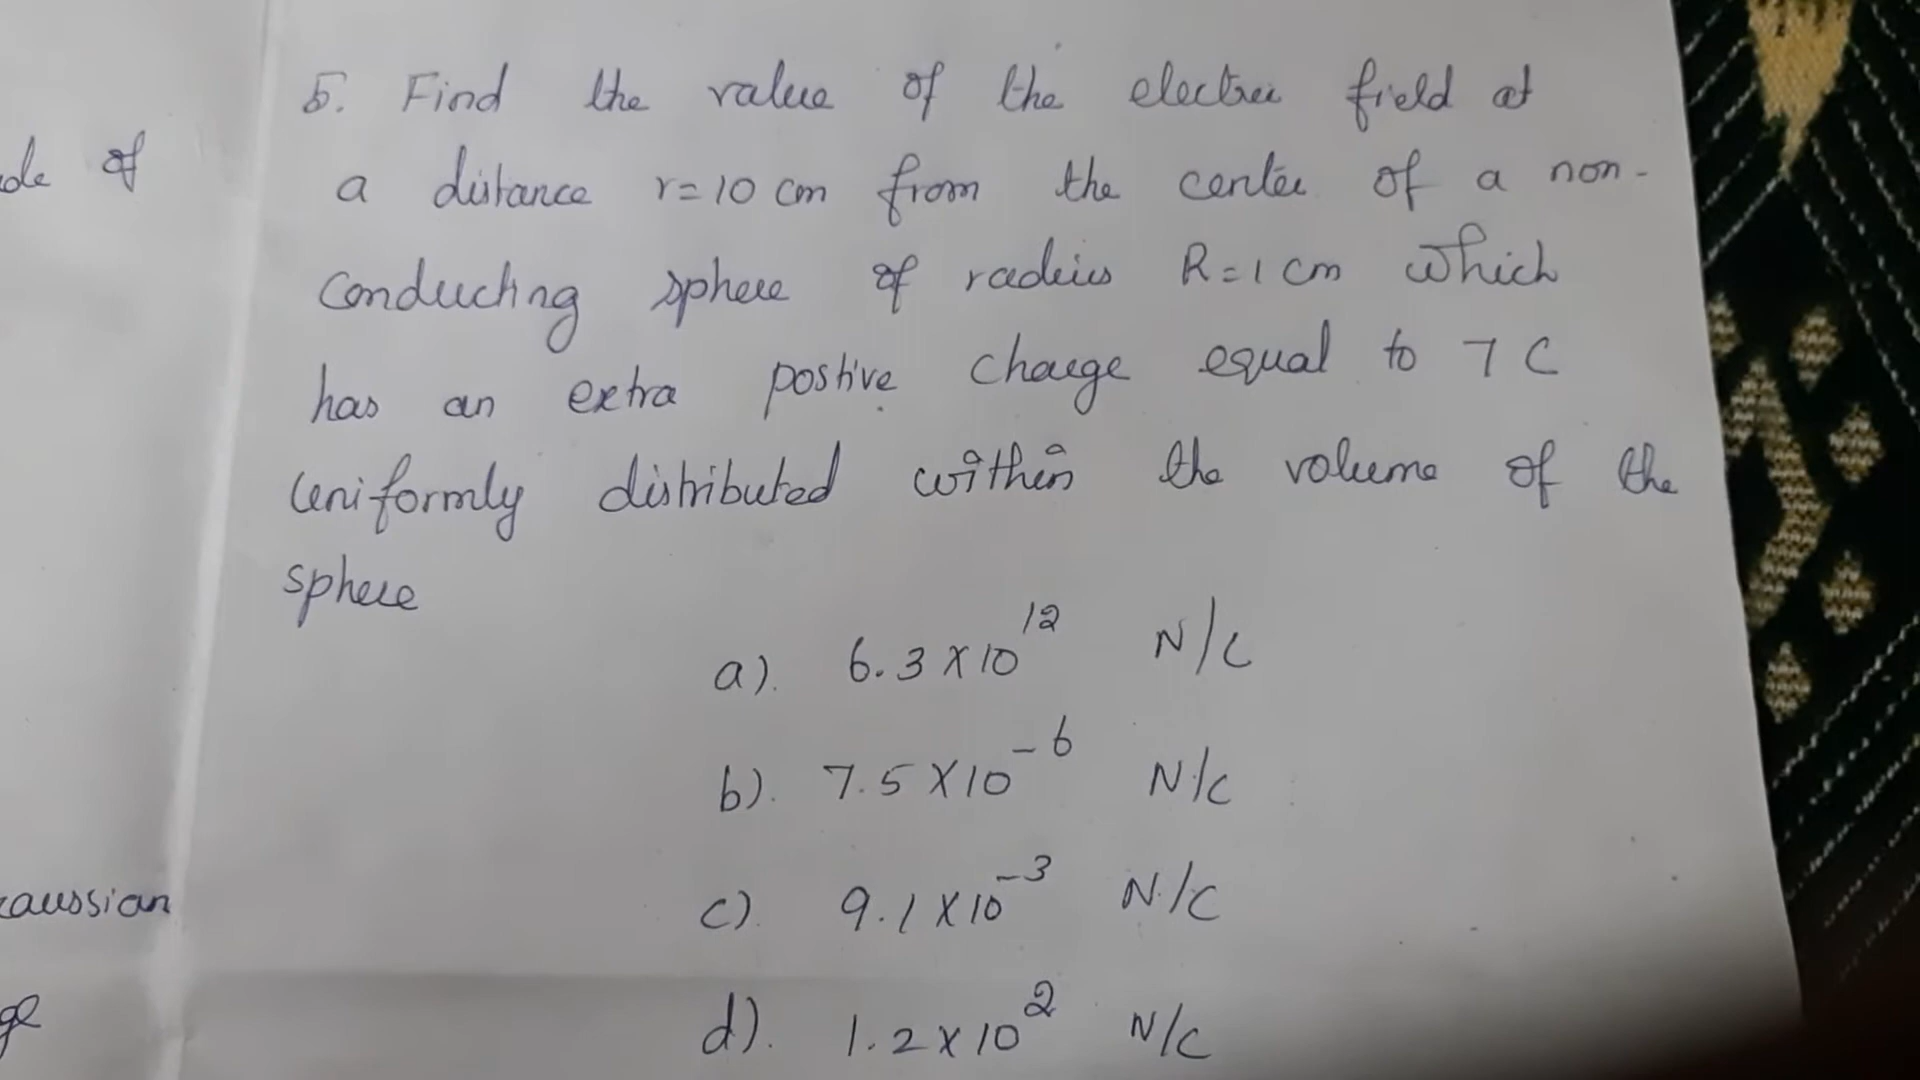 ode of
aussian
ge
5. Find the value of the electric field at
a distance r=10 cm from the center of a non-
conducting sphere of radius R=1 cm which
has an extra postive charge equal to 7 C
Uniformly distributed within the volume of the
sphere
a). 6.3 X 10^12 N/C
b). 7.5 X 10^-6 N/C
c). 9.1 X 10^-3 N/C
d). 1.2 x 10^2 N/C